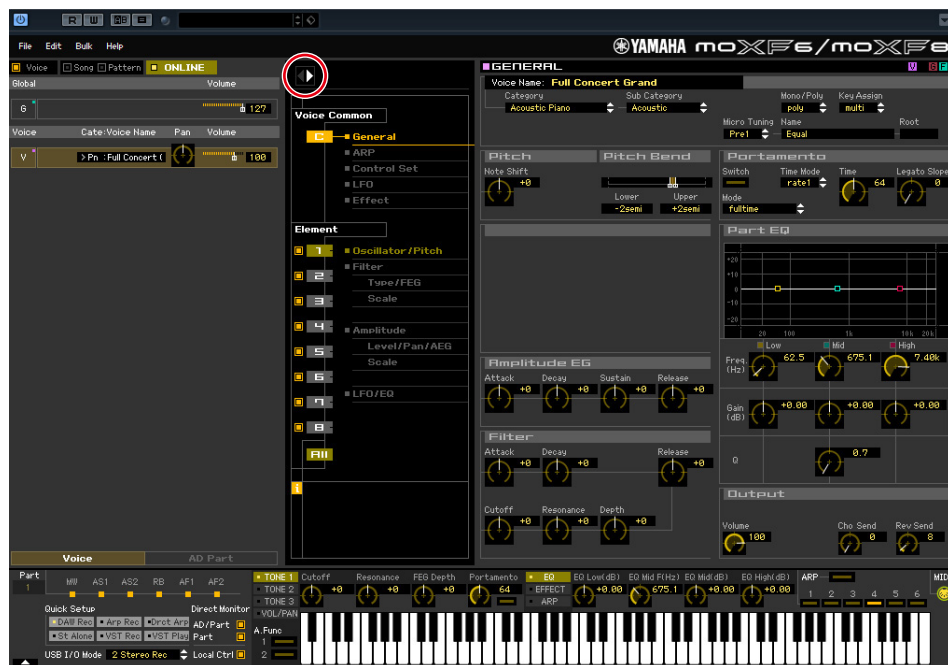 R W
File Edit Bulk Help
YAMAHA moXF6/moXF8
Voice Song Pattern ONLINE
Global Volume
G 127
Voice Cate:Voice Name Pan Volume
V >Pn :Full Concert ( 100
Voice AD Part
Voice Common
C General
ARP
Control Set
LFO
Effect
Element
1 Oscillator/Pitch
2 Filter
Type/FEG
3 Scale
4 Amplitude
5 Level/Pan/AEG
Scale
6
7 LFO/EQ
8
All
i
GENERAL V
Voice Name: Full Concert Grand
Category Sub Category Mono/Poly Key Assign
Acoustic Piano Acoustic poly multi
Micro Tuning Name Root
Pre1 Equal
Pitch Pitch Bend Portamento
Note Shift Switch Time Mode Time Legato Slope
+0 rate1 64 0
Lower Upper Mode
-2semi +2semi fulltime
Part EQ
+20
+10
0
-10
-20
20 100 1k 10k 20k
Low Mid High
Freq. (Hz) 62.5 675.1 7.40k
Gain (dB) +0.00 +0.00 +0.00
Q 0.7
Amplitude EG
Attack Decay Sustain Release
+0 +0 +0 +0
Filter
Attack Decay Release
+0 +0 +0
Cutoff Resonance Depth
+0 +0 +0
Output
Volume Cho Send Rev Send
100 0 8
Part
1
MW AS1 AS2 RB AF1 AF2
Quick Setup Direct Monitor
DAW Rec Arp Rec Drct Arp AD/Part
St Alone VST Rec VST Play Part
USB I/O Mode 2 Stereo Rec Local Ctrl
TONE 1 Cutoff Resonance FEG Depth Portamento
TONE 2 +0 +0 +0 64
TONE 3
VOL/PAN
EQ EQ Low(dB) EQ Mid F(Hz) EQ Mid(dB) EQ High(dB)
EFFECT +0.00 675.1 +0.00 +0.00
ARP
ARP
1 2 3 4 5 6
MID
A.Func
1
2